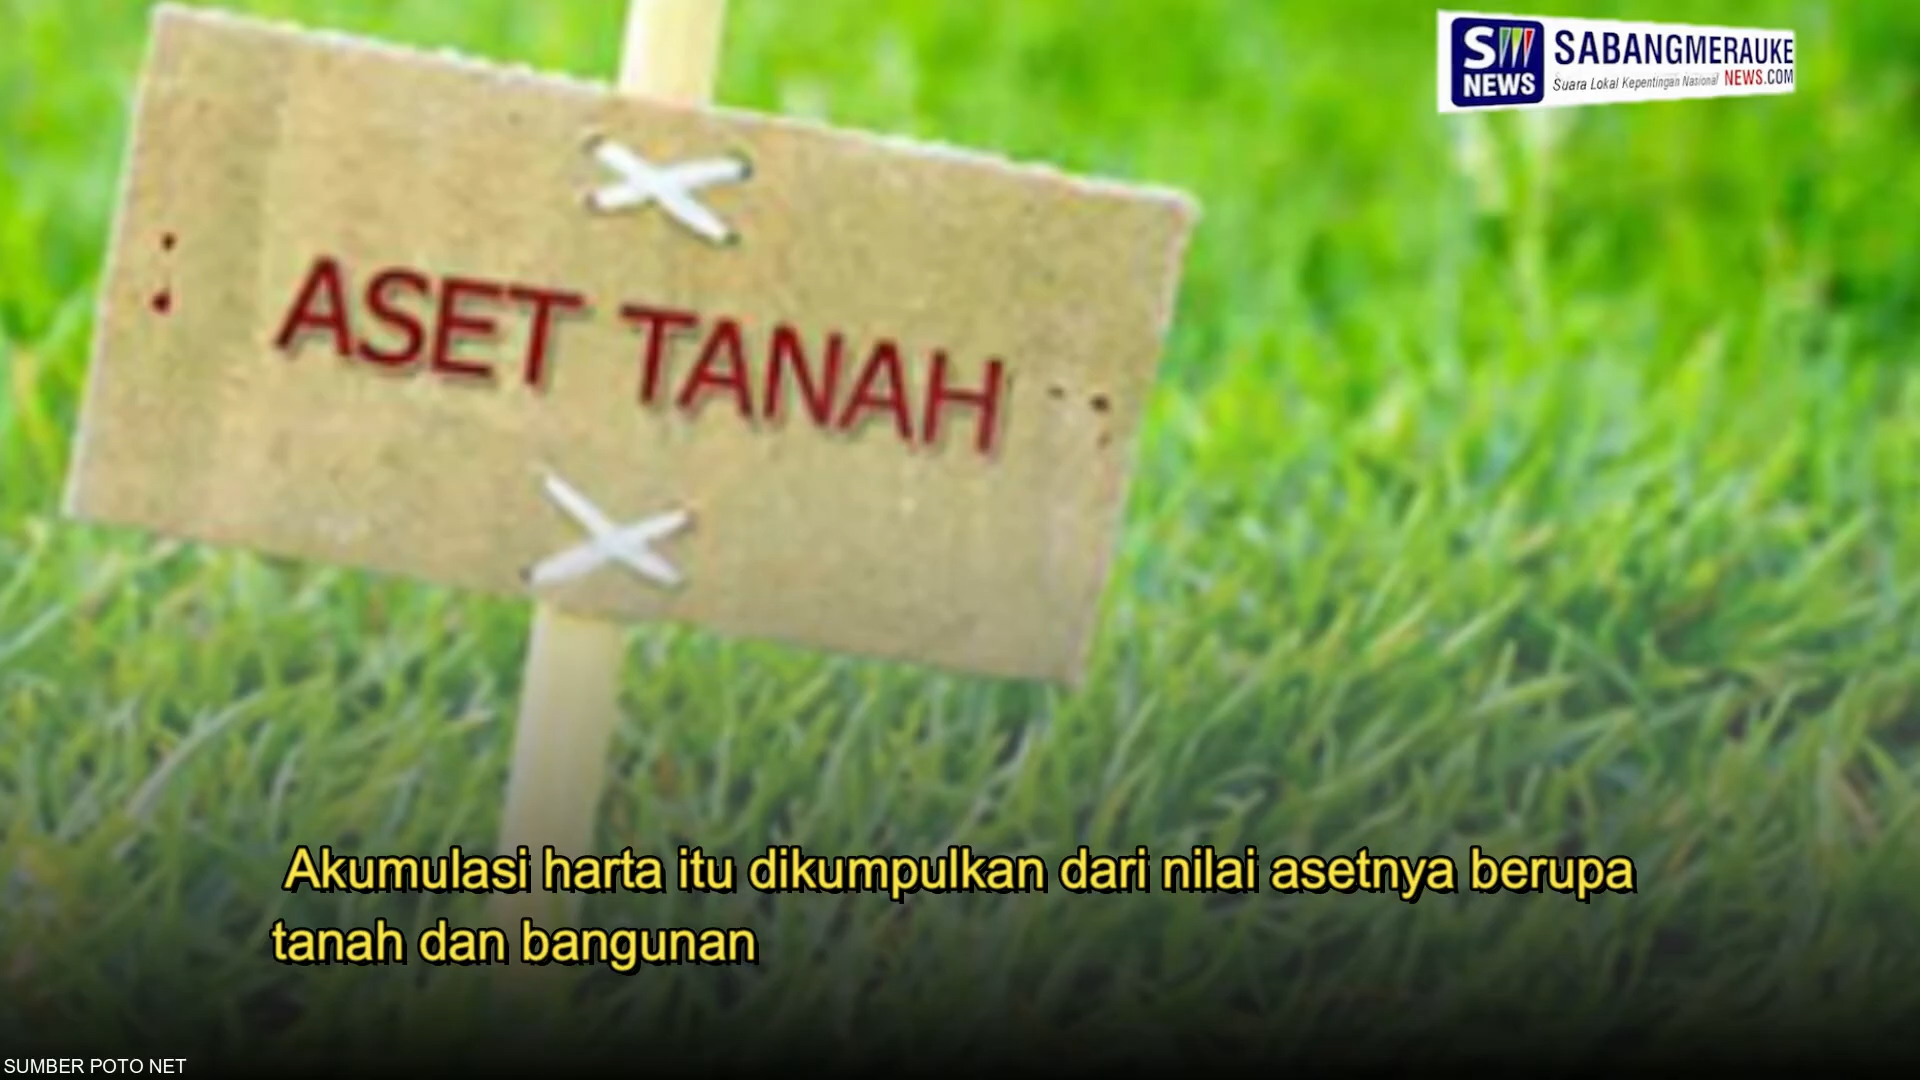 SW NEWS
SABANGMERAUKE
Suara Lokal Kepentingan Nasional NEWS.COM
ASET TANAH
Akumulasi harta itu dikumpulkan dari nilai asetnya berupa
tanah dan bangunan
SUMBER POTO NET